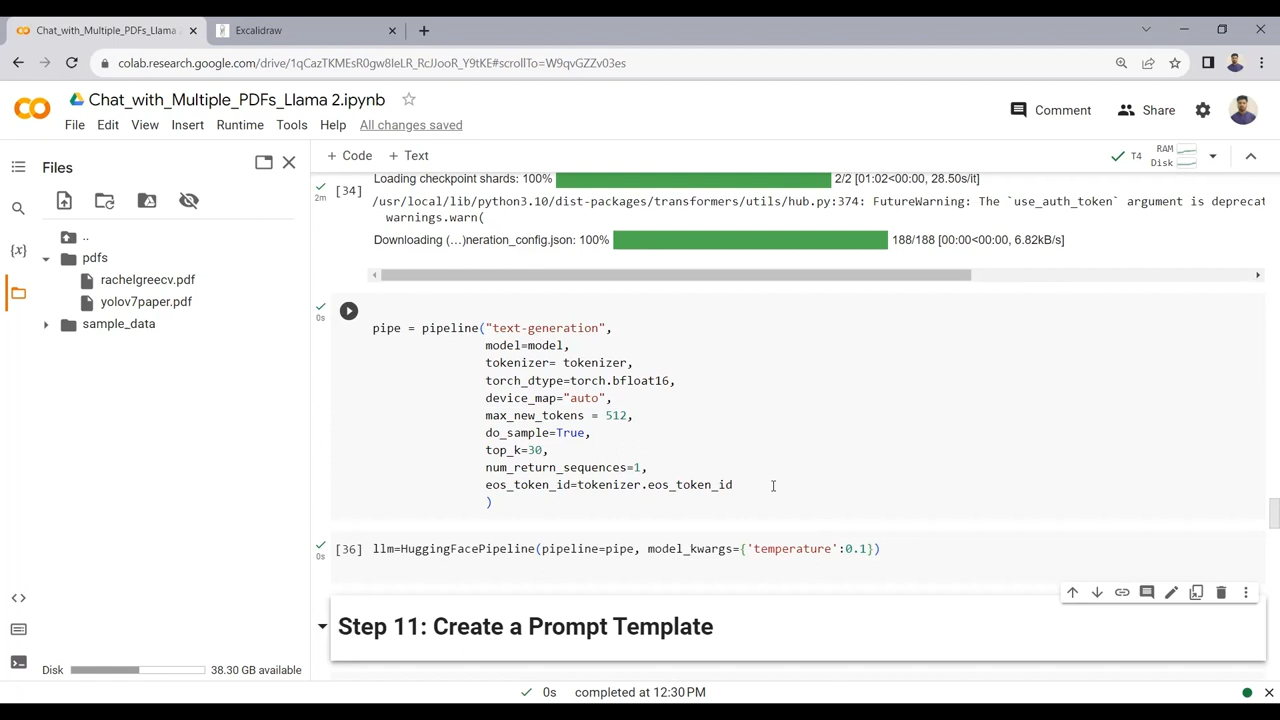 Chat_with_Multiple_PDFs_Llama
Excalidraw
colab.research.google.com/drive/1qCazTKMEsR0gw8IeLR_RcJJooR_Y9tKE#scrollTo=W9qvGZZv03es
Chat_with_Multiple_PDFs_Llama 2.ipynb
Comment
Share
File Edit View Insert Runtime Tools Help All changes saved
Files
+ Code + Text
T4
RAM
Disk
Loading checkpoint shards: 100% 2/2 [01:02<00:00, 28.50s/it]
2m
[34]
/usr/local/lib/python3.10/dist-packages/transformers/utils/hub.py:374: FutureWarning: The `use_auth_token` argument is deprecat
warnings.warn(
Downloading (…)neration_config.json: 100% 188/188 [00:00<00:00, 6.82kB/s]
{x}
..
pdfs
rachelgreecv.pdf
yolov7paper.pdf
sample_data
0s
pipe = pipeline("text-generation",
model=model,
tokenizer= tokenizer,
torch_dtype=torch.bfloat16,
device_map="auto",
max_new_tokens = 512,
do_sample=True,
top_k=30,
num_return_sequences=1,
eos_token_id=tokenizer.eos_token_id
)
0s
[36]
llm=HuggingFacePipeline(pipeline=pipe, model_kwargs={'temperature':0.1})
Step 11: Create a Prompt Template
Disk
38.30 GB available
0s completed at 12:30 PM